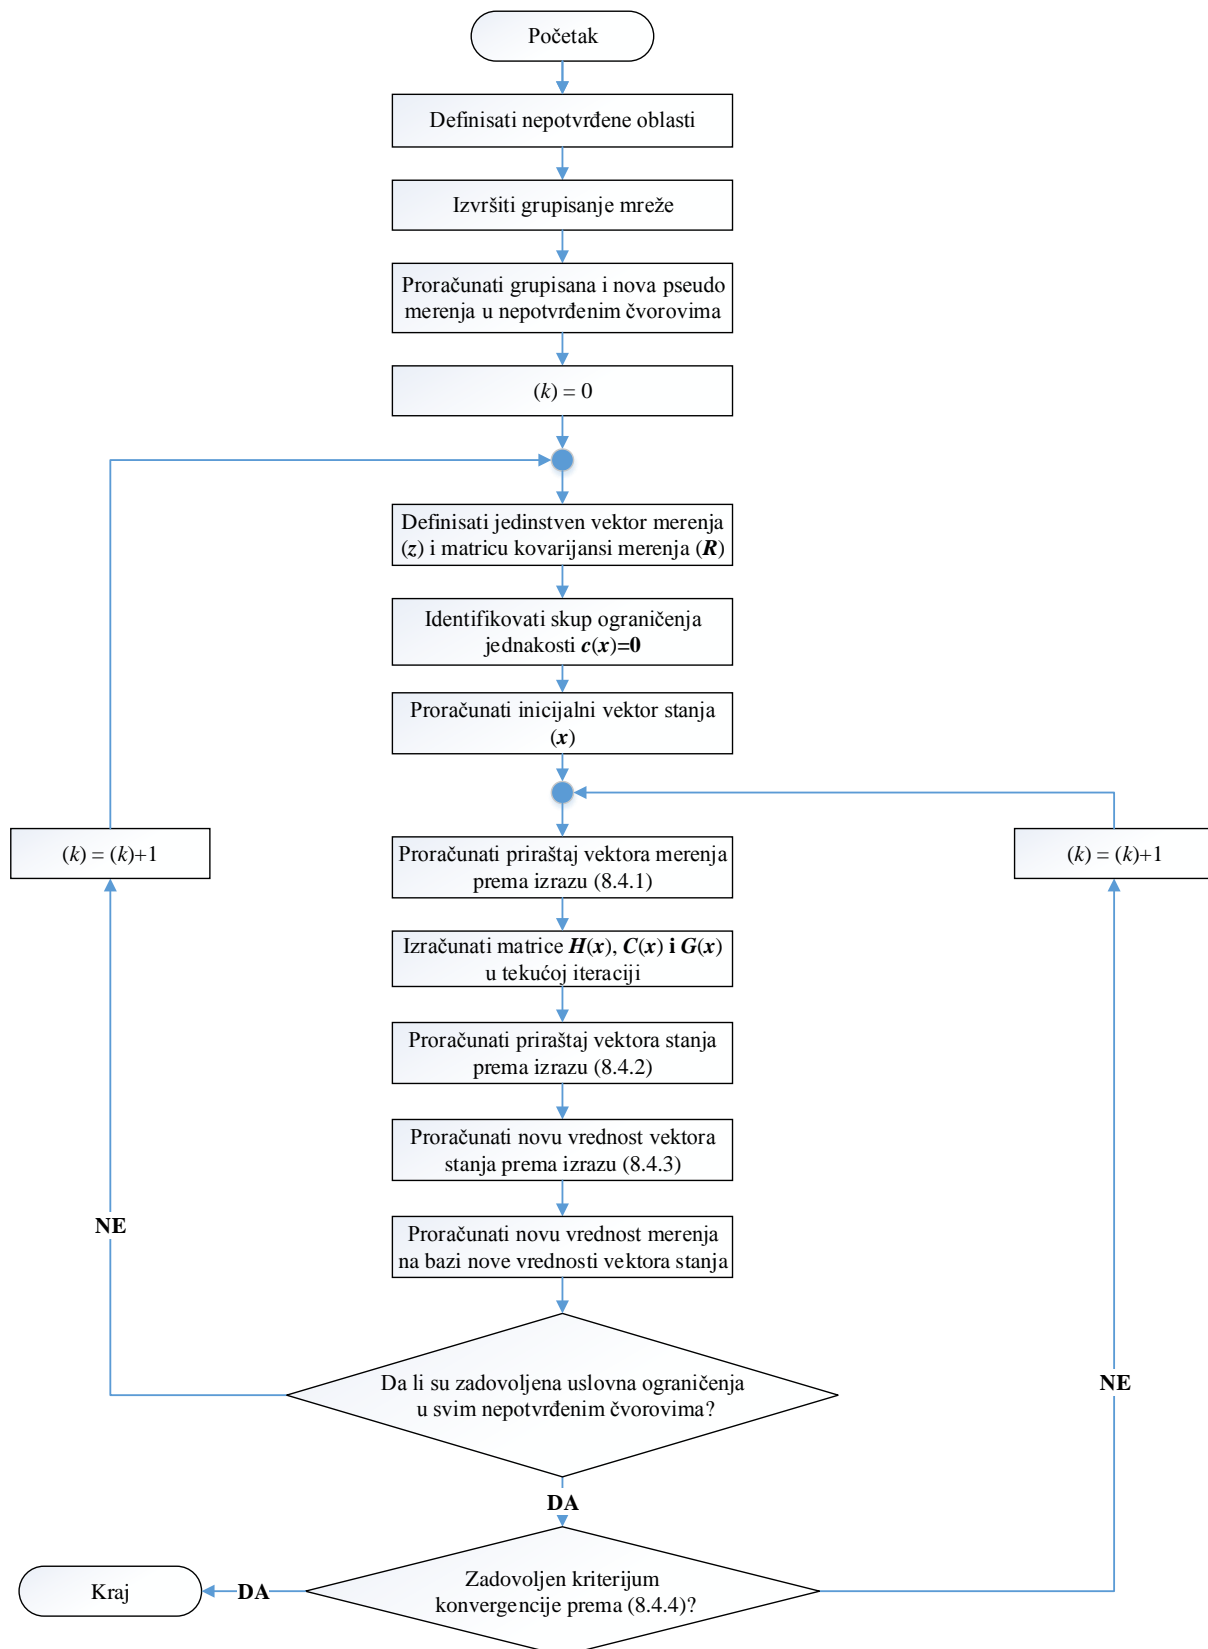 Početak
Definisati nepotvrđene oblasti
Izvršiti grupisanje mreže
Proračunati grupisana i nova pseudo
merenja u nepotvrđenim čvorovima
(k) = 0
Definisati jedinstven vektor merenja
(z) i matricu kovarijansi merenja (R)
Identifikovati skup ograničenja
jednakosti c(x)=0
Proračunati inicijalni vektor stanja
(x)
(k) = (k)+1
(k) = (k)+1
Proračunati priraštaj vektora merenja
prema izrazu (8.4.1)
Izračunati matrice H(x), C(x) i G(x)
u tekućoj iteraciji
Proračunati priraštaj vektora stanja
prema izrazu (8.4.2)
Proračunati novu vrednost vektora
stanja prema izrazu (8.4.3)
NE
Proračunati novu vrednost merenja
na bazi nove vrednosti vektora stanja
Da li su zadovoljena uslovna ograničenja
u svim nepotvrđenim čvorovima?
NE
DA
Zadovoljen kriterijum
konvergencije prema (8.4.4)?
DA
Kraj